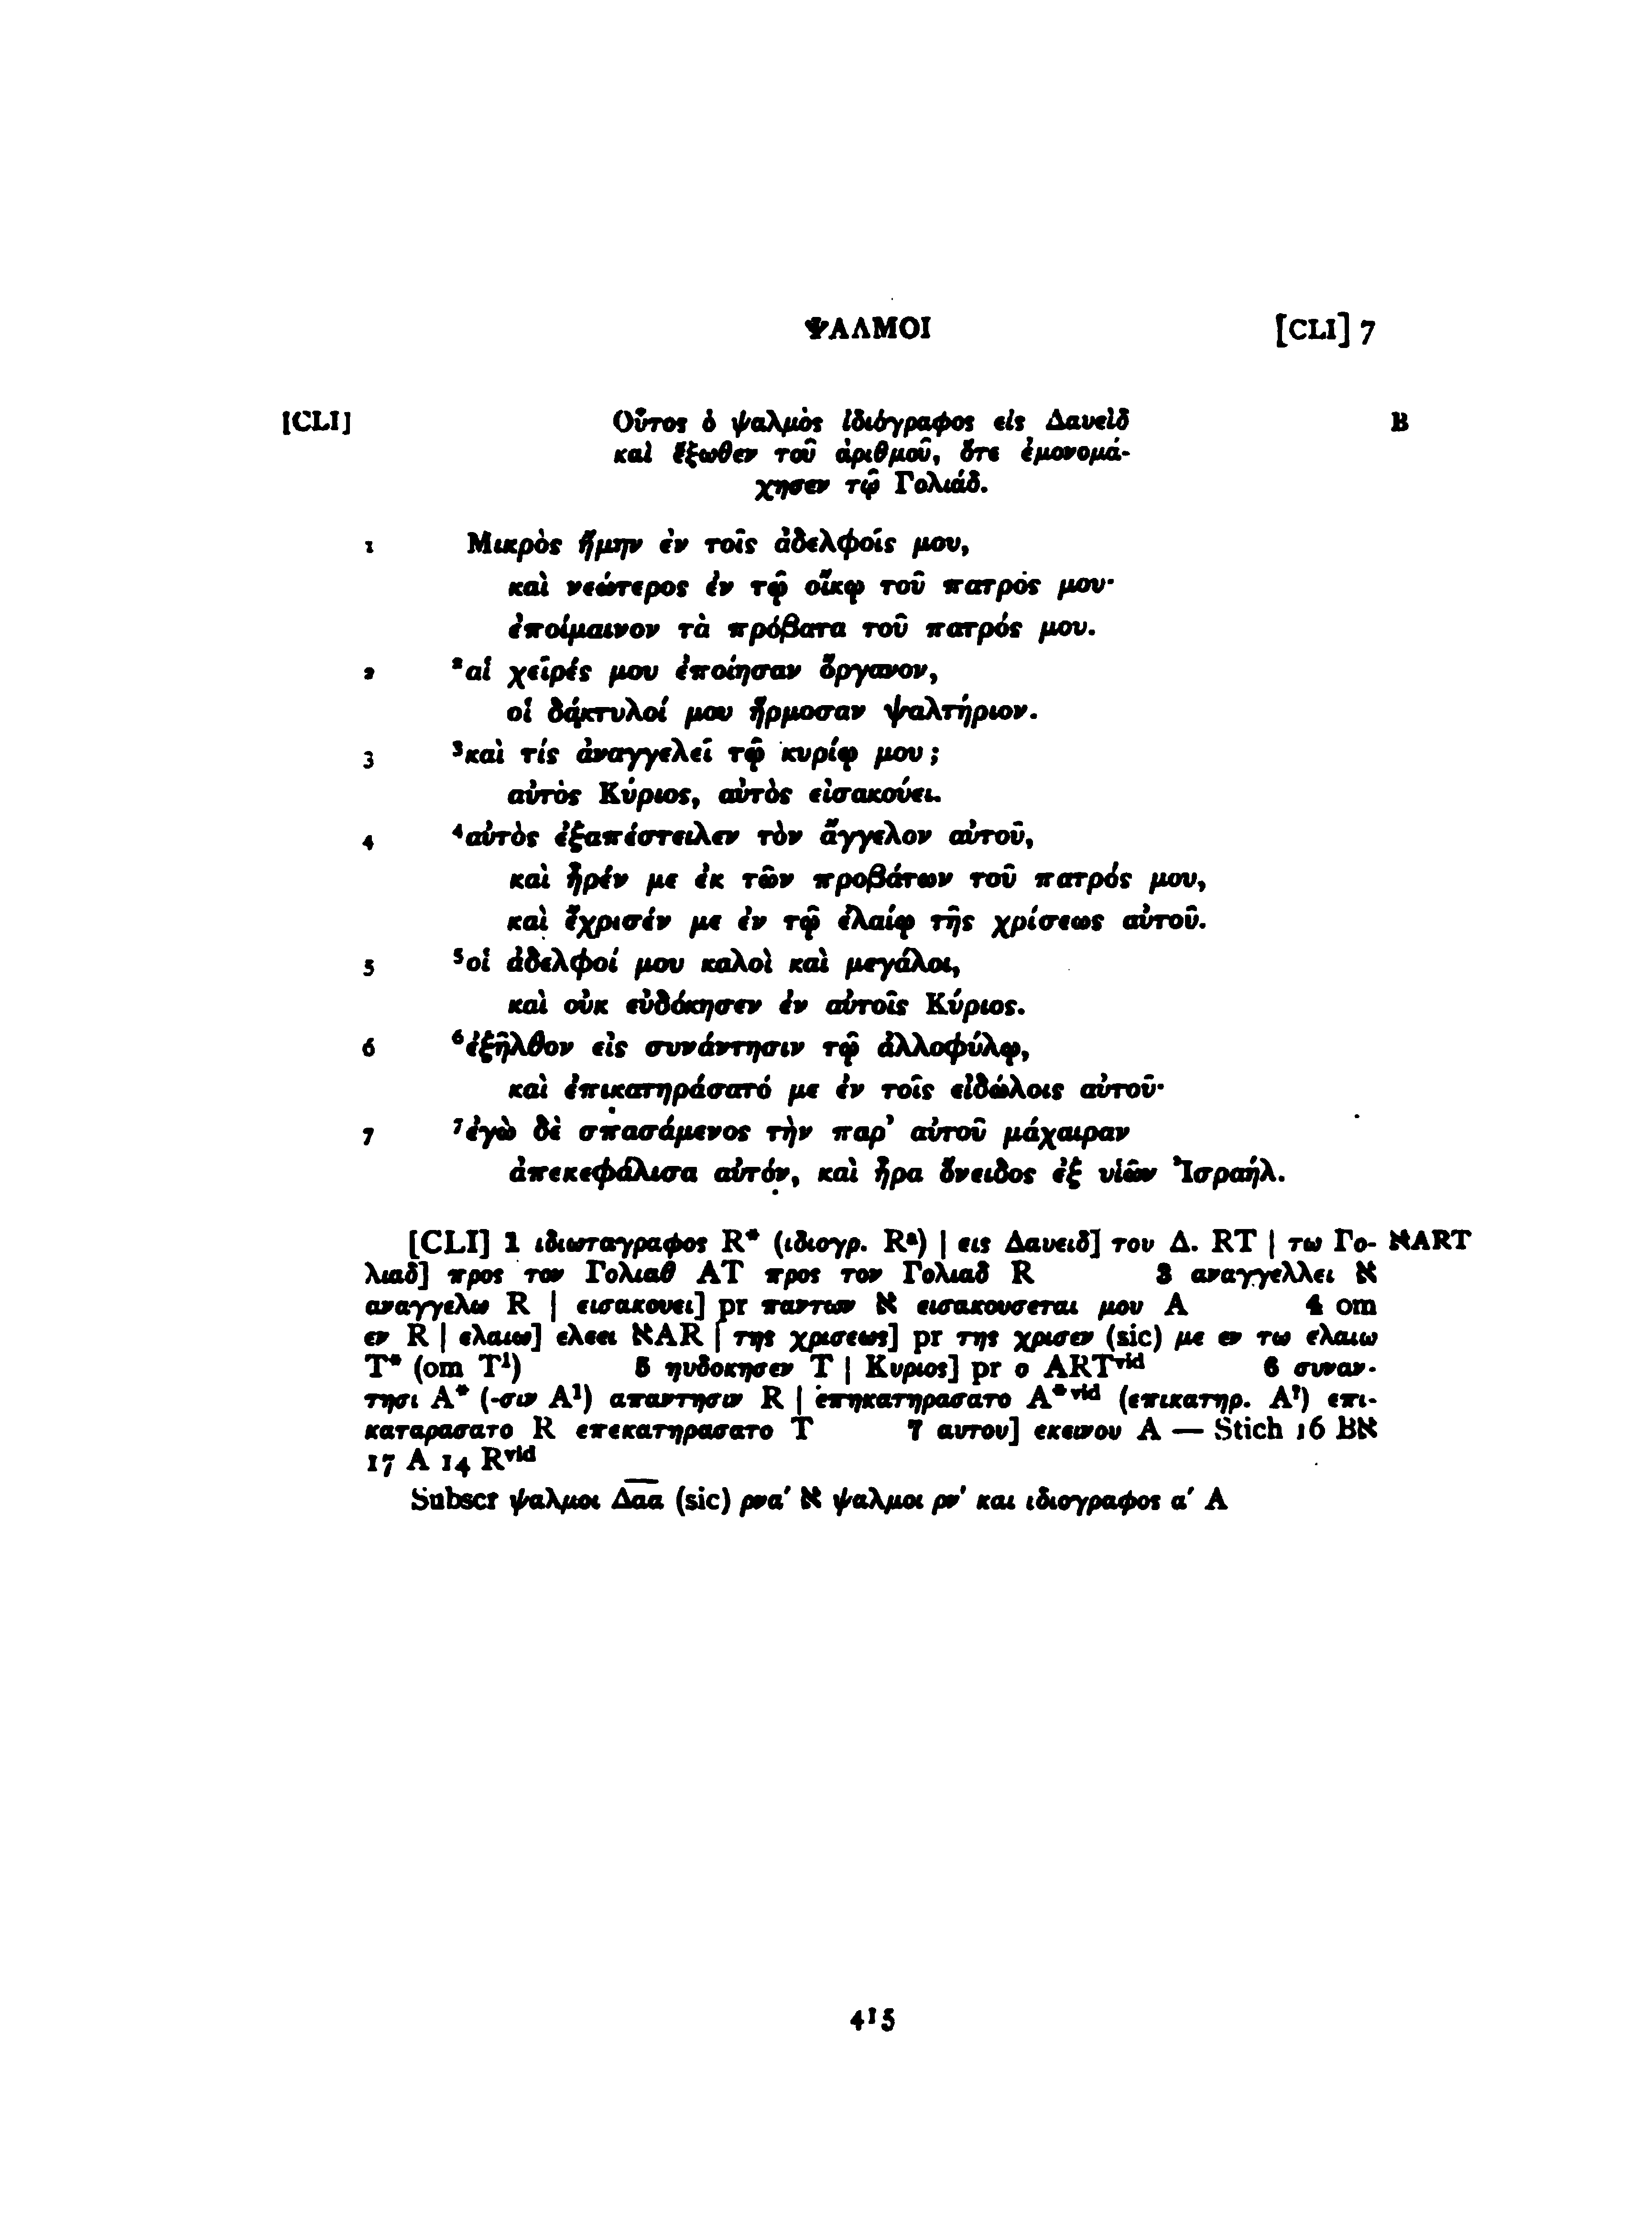 ΨΑΛΜΟΙ [CLI] 7
[CLI] Οὗτος ὁ ψαλμὸς ἰδιόγραφος εἰς Δαυεὶδ B
καὶ ἔξωθεν τοῦ ἀριθμοῦ, ὅτε ἐμονομά-
χησεν τῷ Γολιάδ.
1 Μικρὸς ἤμην ἐν τοῖς ἀδελφοῖς μου,
καὶ νεώτερος ἐν τῷ οἴκῳ τοῦ πατρός μου·
ἐποίμαινον τὰ πρόβατα τοῦ πατρός μου.
2 ²αἱ χεῖρές μου ἐποίησαν ὄργανον,
οἱ δάκτυλοί μου ἥρμοσαν ψαλτήριον.
3 ³καὶ τίς ἀναγγελεῖ τῷ κυρίῳ μου;
αὐτὸς Κύριος, αὐτὸς εἰσακούει.
4 ⁴αὐτὸς ἐξαπέστειλεν τὸν ἄγγελον αὐτοῦ,
καὶ ἦρέν με ἐκ τῶν προβάτων τοῦ πατρός μου,
καὶ ἔχρισέν με ἐν τῷ ἐλαίῳ τῆς χρίσεως αὐτοῦ.
5 ⁵οἱ ἀδελφοί μου καλοὶ καὶ μεγάλοι,
καὶ οὐκ εὐδόκησεν ἐν αὐτοῖς Κύριος.
6 ⁶ἐξῆλθον εἰς συνάντησιν τῷ ἀλλοφύλῳ,
καὶ ἐπικατηράσατό με ἐν τοῖς εἰδώλοις αὐτοῦ·
7 ⁷ἐγὼ δὲ σπασάμενος τὴν παρ’ αὐτοῦ μάχαιραν
ἀπεκεφάλισα αὐτόν, καὶ ἦρα ὄνειδος ἐξ υἱῶν Ἰσραήλ.
[CLI] 1 ιδιωταγραφος R* (ιδιογρ. Rᵃ) | εις Δαυειδ] του Δ. RT | τω Γο- אART
λιαδ] προς τον Γολιαθ AT προς τον Γολιαδ R 3 αναγγελλει א
αναγγελω R | εισακουει] pr παντων א εισακουσεται μου A 4 om
εν R | ελαιω] ελεει אAR | της χρισεως] pr της χρισεν (sic) με εν τω ελαιω
T* (om T¹) 5 ηυδοκησεν T | Κυριος] pr ο ARTᵛⁱᵈ 6 συναν-
τησι A* (-σιν A¹) απαντησιν R | επηκατηρασατο A*ᵛⁱᵈ (επικατηρ. A¹) επι-
καταρασατο R επεκατηρασατο T 7 αυτου] εκεινου A — Stich 16 Bא
17 A 14 Rᵛⁱᵈ
Subscr ψαλμοι Δα̅α̅ (sic) ρνα′ א ψαλμοι ρν′ και ιδιογραφος α′ A
415